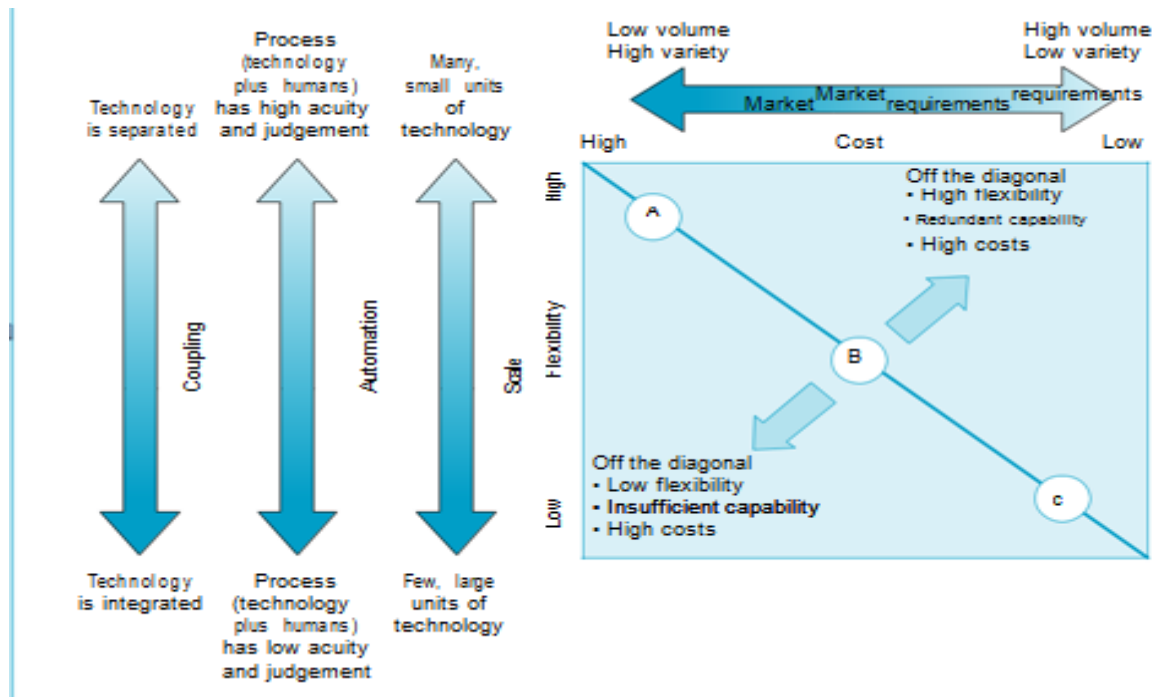 Technology
is separated
Process
(technology
plus humans)
has high acuity
and judgement
Many,
small units
of
technology
Coupling
Automation
Scale
Technology
is integrated
Process
(technology
plus humans)
has low acuity
and judgement
Few, large
units of
technology
Low volume
High variety
High volume
Low variety
Market requirements
Market requirements
High
Cost
Low
High
Flexibility
Low
A
B
c
Off the diagonal
• High flexibility
• Redundant capability
• High costs
Off the diagonal
• Low flexibility
• Insufficient capability
• High costs